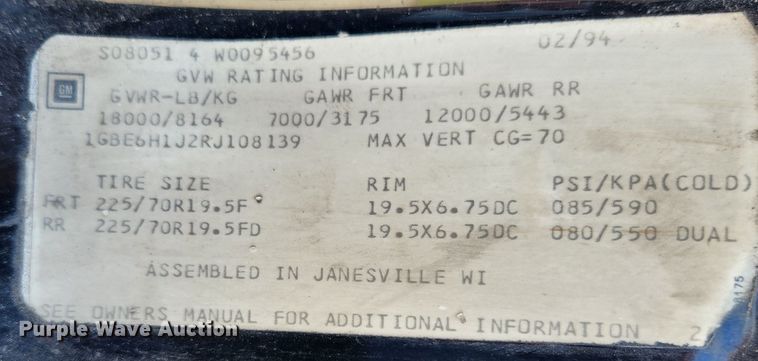 S08051 4 W0095456 02/94
GVW RATING INFORMATION
GM
GVWR-LB/KG GAWR FRT GAWR RR
18000/8164 7000/3175 12000/5443
1GBE6H1J2RJ108139 MAX VERT CG=70
TIRE SIZE RIM PSI/KPA(COLD)
FRT 225/70R19.5F 19.5X6.75DC 085/590
RR 225/70R19.5FD 19.5X6.75DC 080/550 DUAL
ASSEMBLED IN JANESVILLE WI
SEE OWNERS MANUAL FOR ADDITIONAL INFORMATION
Purple Wave Auction